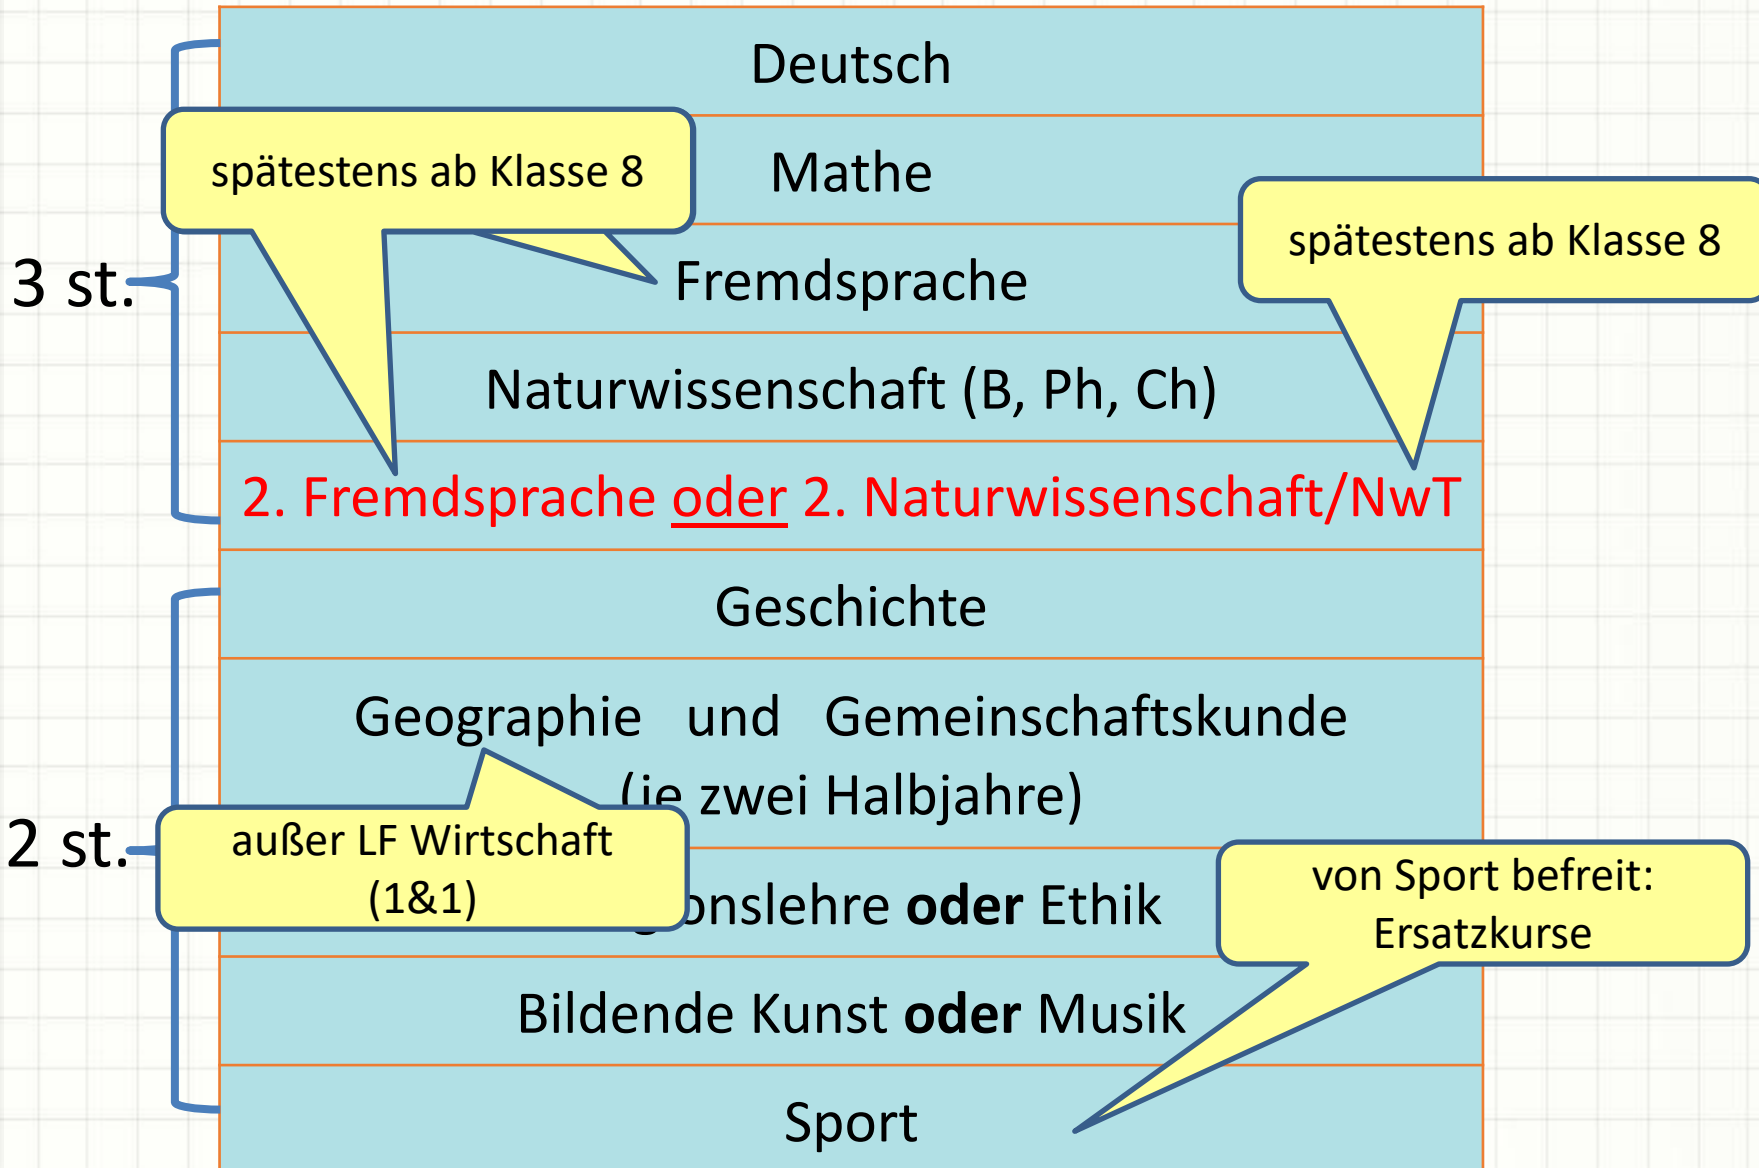 Deutsch
spätestens ab Klasse 8
Mathe
spätestens ab Klasse 8
3 st.
Fremdsprache
Naturwissenschaft (B, Ph, Ch)
2. Fremdsprache oder 2. Naturwissenschaft/NwT
Geschichte
Geographie und Gemeinschaftskunde
(je zwei Halbjahre)
2 st.
außer LF Wirtschaft
(1&1)
von Sport befreit:
Ersatzkurse
oder Ethik
Bildende Kunst oder Musik
Sport